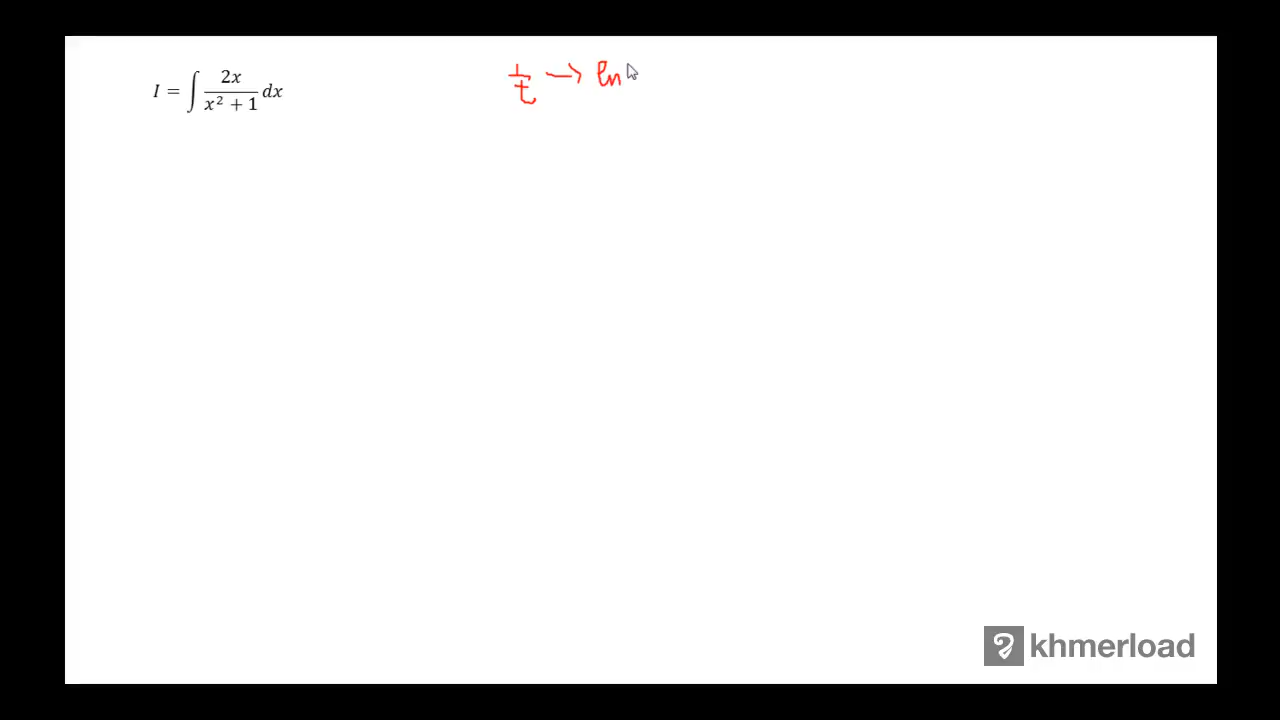 I = ∫ 2x / (x² + 1) dx
1/t → ln
khmerload